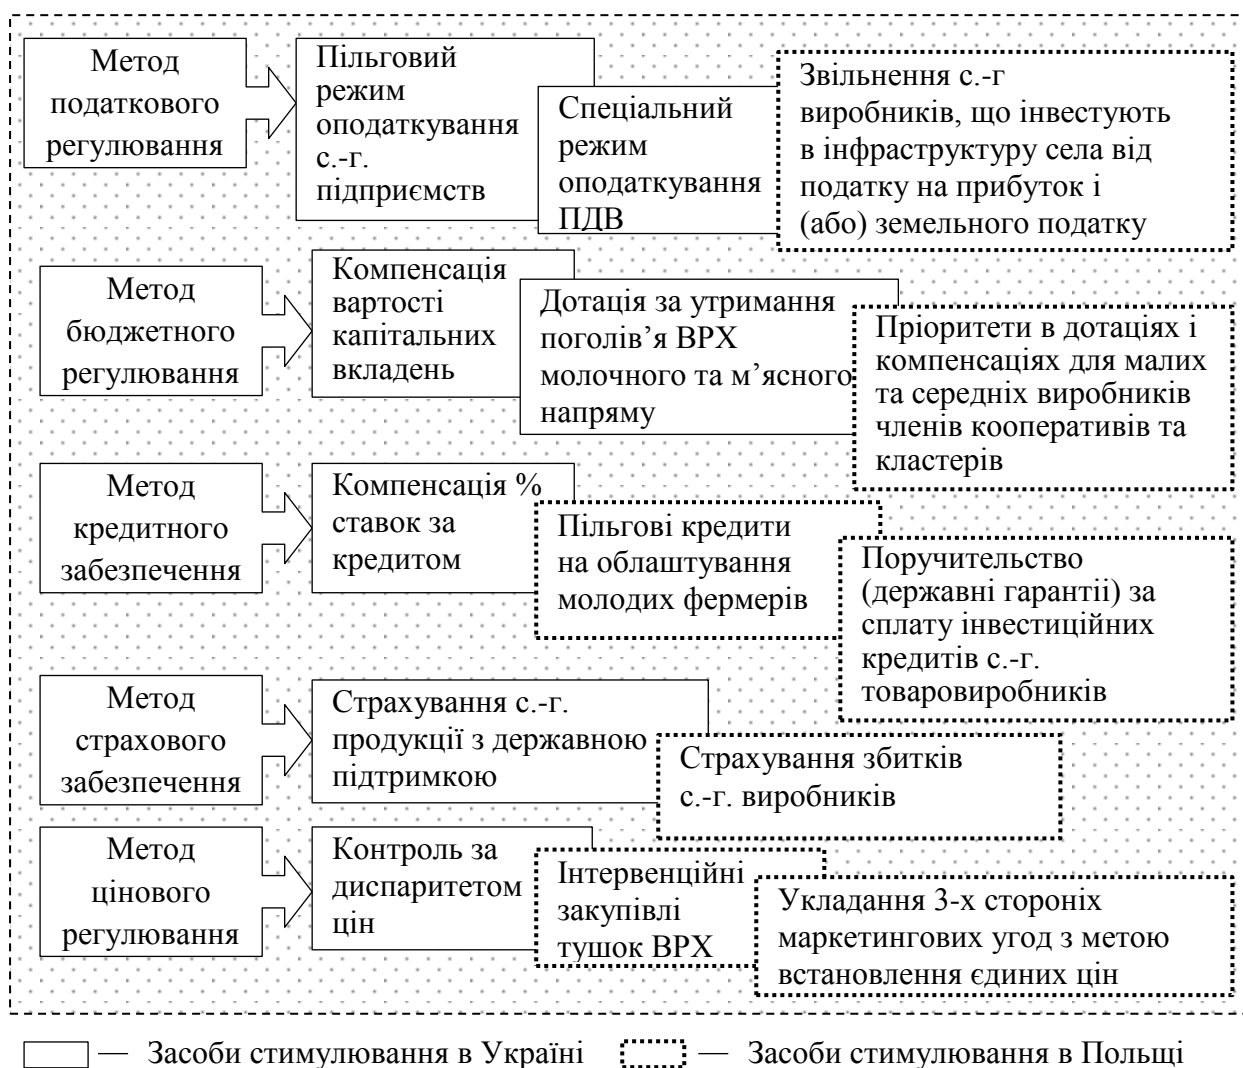 Метод
податкового
регулювання
Пільговий
режим
оподаткування
с.-г.
підприємств
Спеціальний
режим
оподаткування
ПДВ
Звільнення с.-г
виробників, що інвестують
в інфраструктуру села від
податку на прибуток і
(або) земельного податку
Метод
бюджетного
регулювання
Компенсація
вартості
капітальних
вкладень
Дотація за утримання
поголів’я ВРХ
молочного та м’ясного
напряму
Пріоритети в дотаціях і
компенсаціях для малих
та середніх виробників
членів кооперативів та
кластерів
Метод
кредитного
забезпечення
Компенсація %
ставок за
кредитом
Пільгові кредити
на облаштування
молодих фермерів
Поручительство
(державні гарантіі) за
сплату інвестиційних
кредитів с.-г.
товаровиробників
Метод
страхового
забезпечення
Страхування с.-г.
продукції з державною
підтримкою
Страхування збитків
с.-г. виробників
Метод
цінового
регулювання
Контроль за
диспаритетом
цін
Інтервенційні
закупівлі
тушок ВРХ
Укладання 3-х стороніх
маркетингових угод з метою
встановлення єдиних цін
— Засоби стимулювання в Україні
— Засоби стимулювання в Польщі